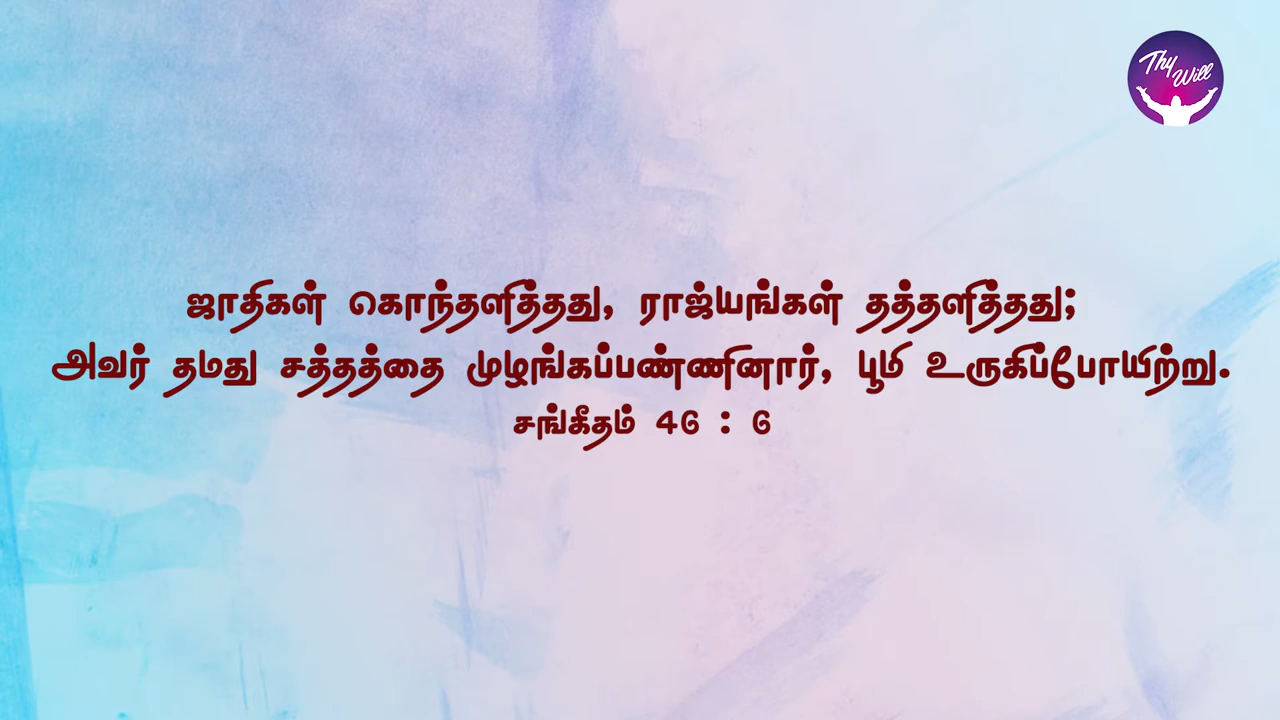 Thy Will
ஜாதிகள் கொந்தளித்தது, ராஜ்யங்கள் தத்தளித்தது;
அவர் தமது சத்தத்தை முழங்கப்பண்ணினார், பூமி உருகிப்போயிற்று.
சங்கீதம் 46 : 6